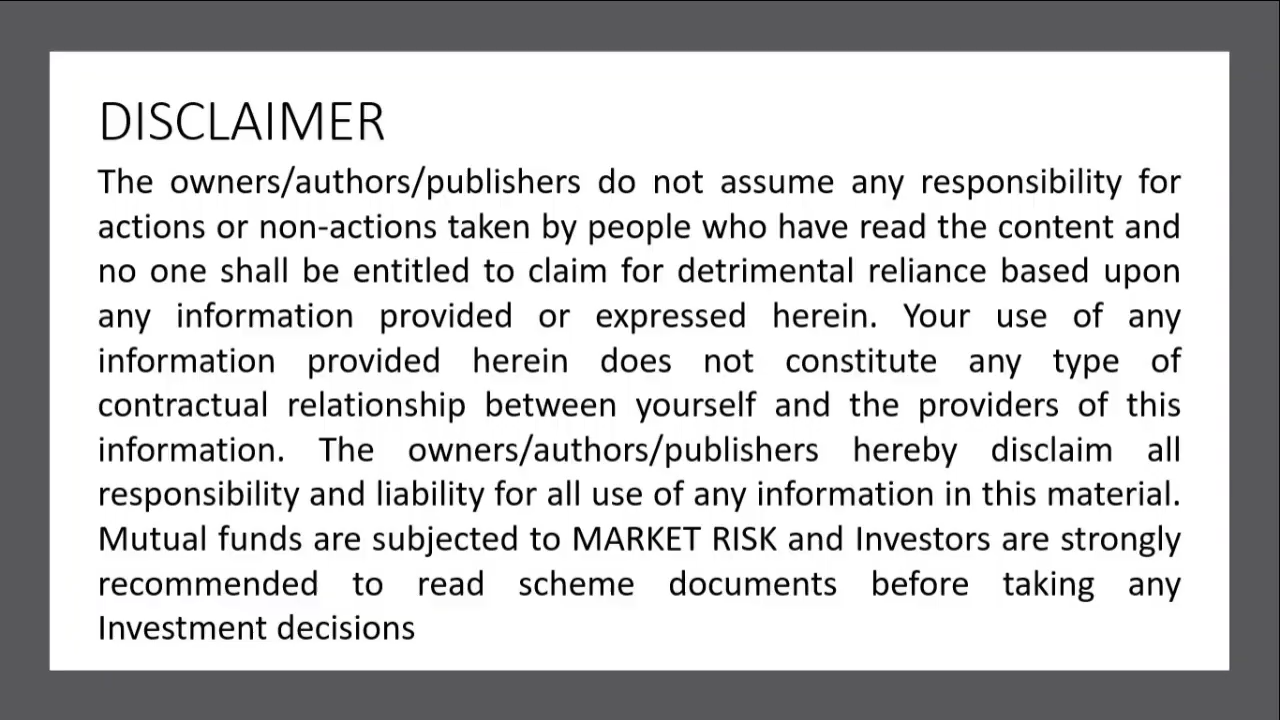 DISCLAIMER
The owners/authors/publishers do not assume any responsibility for
actions or non-actions taken by people who have read the content and
no one shall be entitled to claim for detrimental reliance based upon
any information provided or expressed herein. Your use of any
information provided herein does not constitute any type of
contractual relationship between yourself and the providers of this
information. The owners/authors/publishers hereby disclaim all
responsibility and liability for all use of any information in this material.
Mutual funds are subjected to MARKET RISK and Investors are strongly
recommended to read scheme documents before taking any
Investment decisions